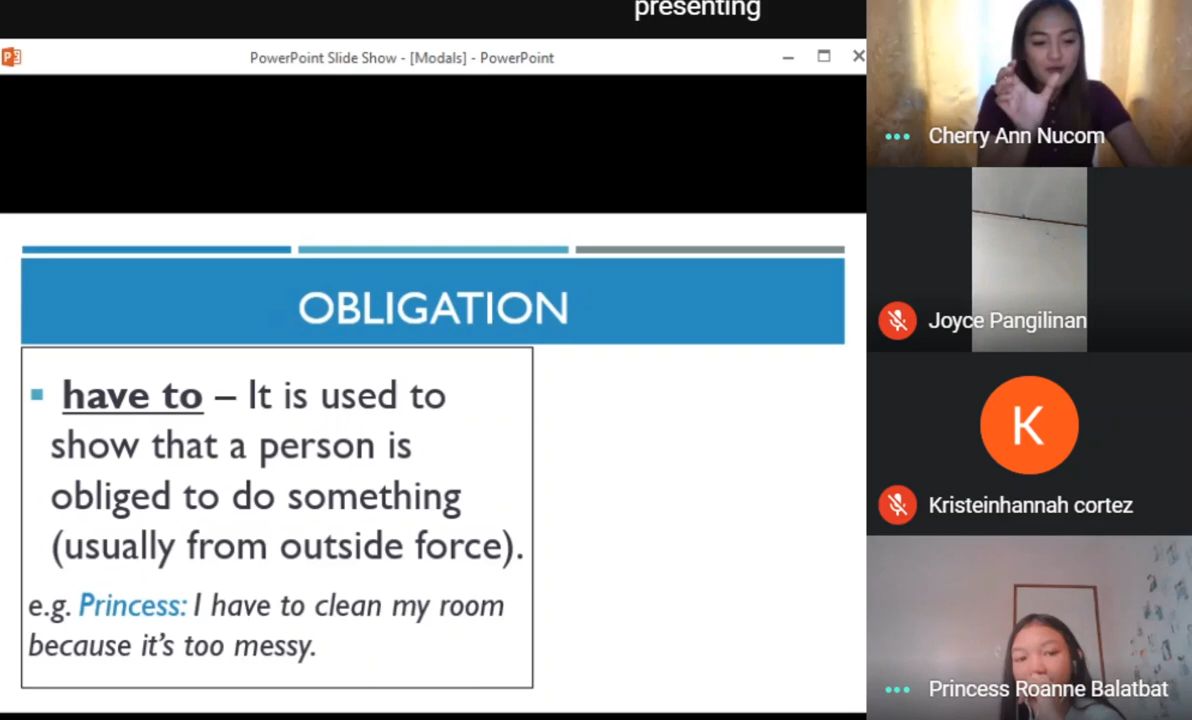 presenting
PowerPoint Slide Show - [Modals] - PowerPoint
OBLIGATION
have to – It is used to
show that a person is
obliged to do something
(usually from outside force).
e.g. Princess: I have to clean my room
because it's too messy.
Cherry Ann Nucom
Joyce Pangilinan
K
Kristeinhannah cortez
Princess Roanne Balatbat